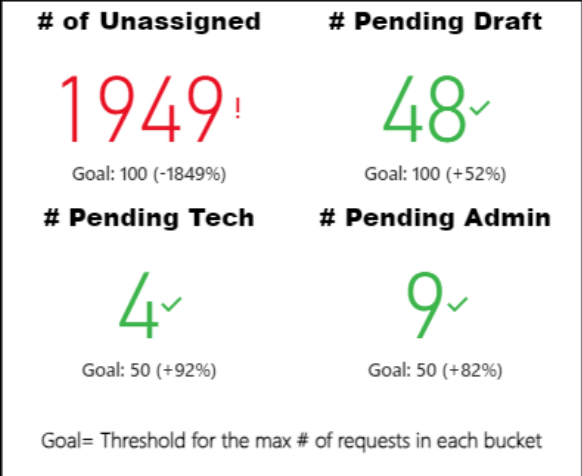 # of Unassigned
# Pending Draft
1949!
48
Goal: 100 (-1849%)
Goal: 100 (+52%)
# Pending Tech
# Pending Admin
4
9
Goal: 50 (+92%)
Goal: 50 (+82%)
Goal= Threshold for the max # of requests in each bucket